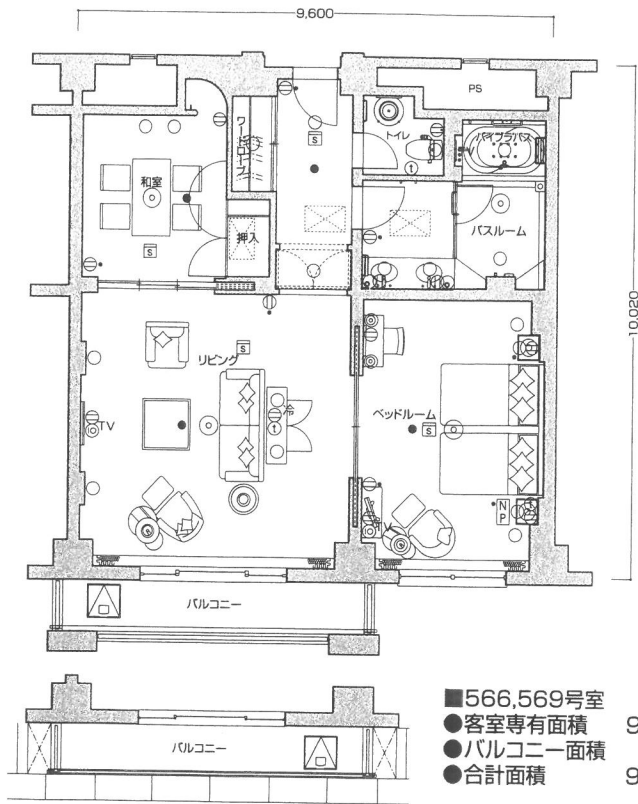 9,600
PS
トイレ
バイブラバス
ワードローブ
和室
S
S
押入
バスルーム
10,020
リビング
S
冷
TV
ベッドルーム
S
N
P
V
バルコニー
バルコニー
■566,569号室
●客室専有面積 9
●バルコニー面積
●合計面積 9